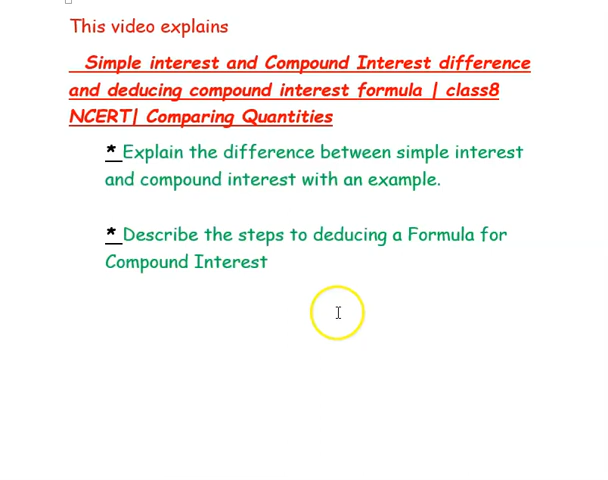 This video explains
Simple interest and Compound Interest difference
and deducing compound interest formula | class8
NCERT| Comparing Quantities
* Explain the difference between simple interest
and compound interest with an example.
* Describe the steps to deducing a Formula for
Compound Interest